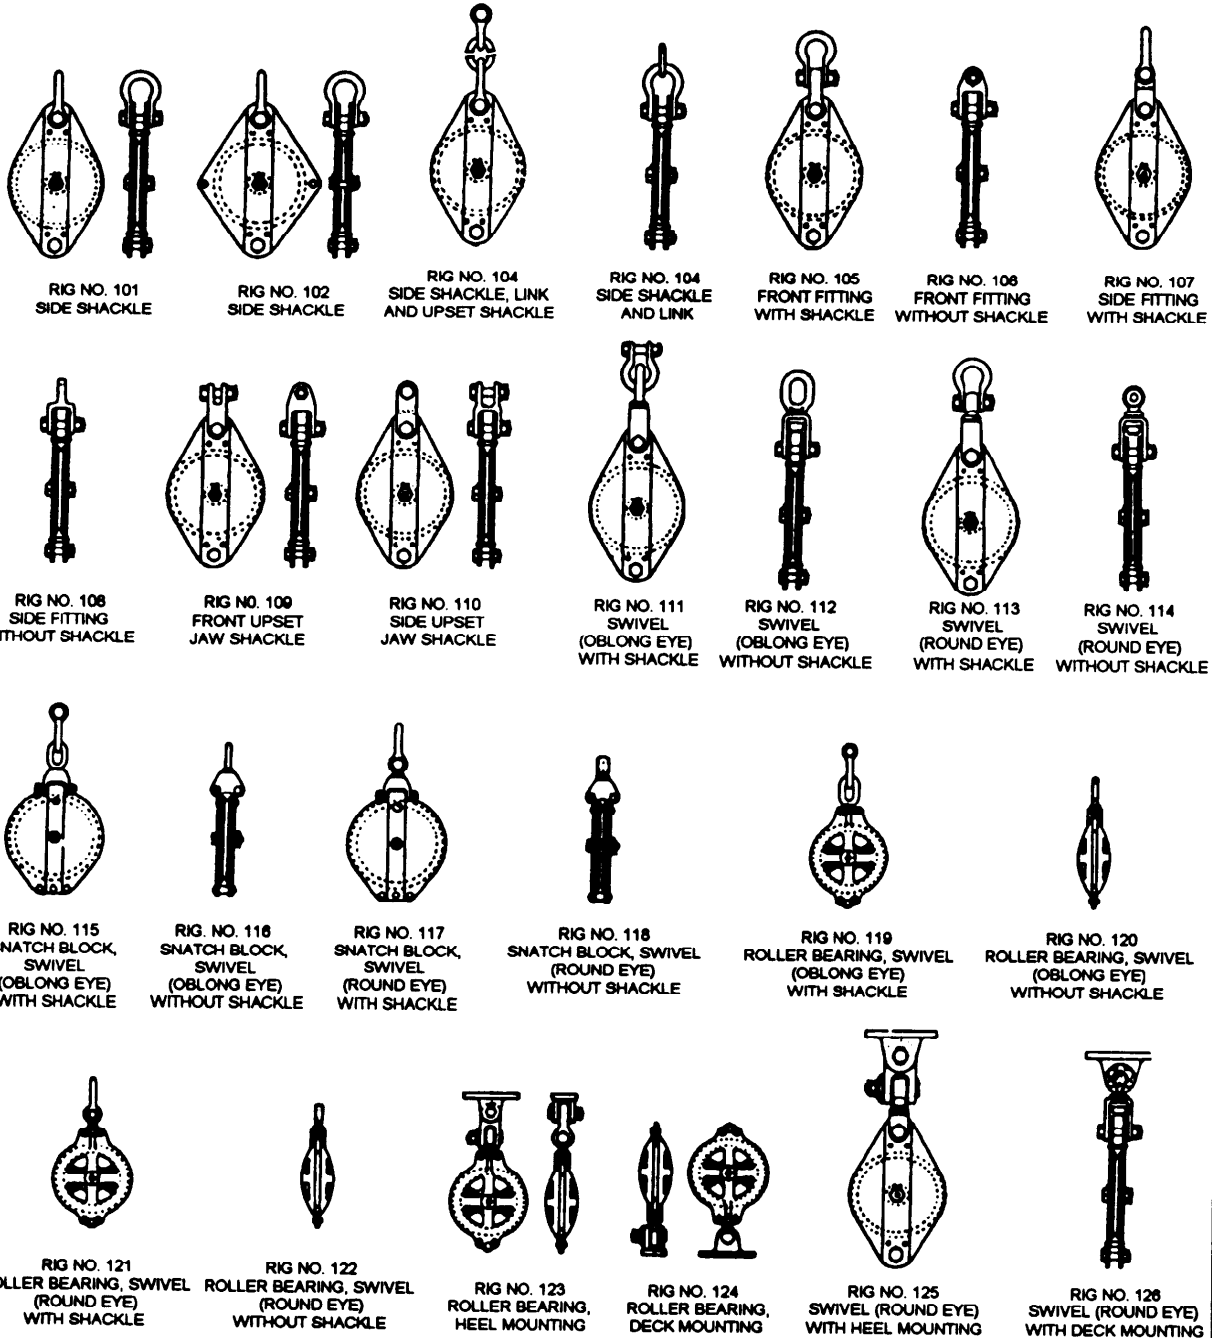 RIG NO. 101
SIDE SHACKLE
RIG NO. 102
SIDE SHACKLE
RIG NO. 104
SIDE SHACKLE, LINK
AND UPSET SHACKLE
RIG NO. 104
SIDE SHACKLE
AND LINK
RIG NO. 105
FRONT FITTING
WITH SHACKLE
RIG NO. 106
FRONT FITTING
WITHOUT SHACKLE
RIG NO. 107
SIDE FITTING
WITH SHACKLE
RIG NO. 108
SIDE FITTING
ITHOUT SHACKLE
RIG NO. 109
FRONT UPSET
JAW SHACKLE
RIG NO. 110
SIDE UPSET
JAW SHACKLE
RIG NO. 111
SWIVEL
(OBLONG EYE)
WITH SHACKLE
RIG NO. 112
SWIVEL
(OBLONG EYE)
WITHOUT SHACKLE
RIG NO. 113
SWIVEL
(ROUND EYE)
WITH SHACKLE
RIG NO. 114
SWIVEL
(ROUND EYE)
WITHOUT SHACKLE
RIG NO. 115
NATCH BLOCK,
SWIVEL
(OBLONG EYE)
WITH SHACKLE
RIG. NO. 116
SNATCH BLOCK,
SWIVEL
(OBLONG EYE)
WITHOUT SHACKLE
RIG NO. 117
SNATCH BLOCK,
SWIVEL
(ROUND EYE)
WITH SHACKLE
RIG NO. 118
SNATCH BLOCK, SWIVEL
(ROUND EYE)
WITHOUT SHACKLE
RIG NO. 119
ROLLER BEARING, SWIVEL
(OBLONG EYE)
WITH SHACKLE
RIG NO. 120
ROLLER BEARING, SWIVEL
(OBLONG EYE)
WITHOUT SHACKLE
RIG NO. 121
OLLER BEARING, SWIVEL
(ROUND EYE)
WITH SHACKLE
RIG NO. 122
ROLLER BEARING, SWIVEL
(ROUND EYE)
WITHOUT SHACKLE
RIG NO. 123
ROLLER BEARING,
HEEL MOUNTING
RIG NO. 124
ROLLER BEARING,
DECK MOUNTING
RIG NO. 125
SWIVEL (ROUND EYE)
WITH HEEL MOUNTING
RIG NO. 126
SWIVEL (ROUND EYE)
WITH DECK MOUNTING